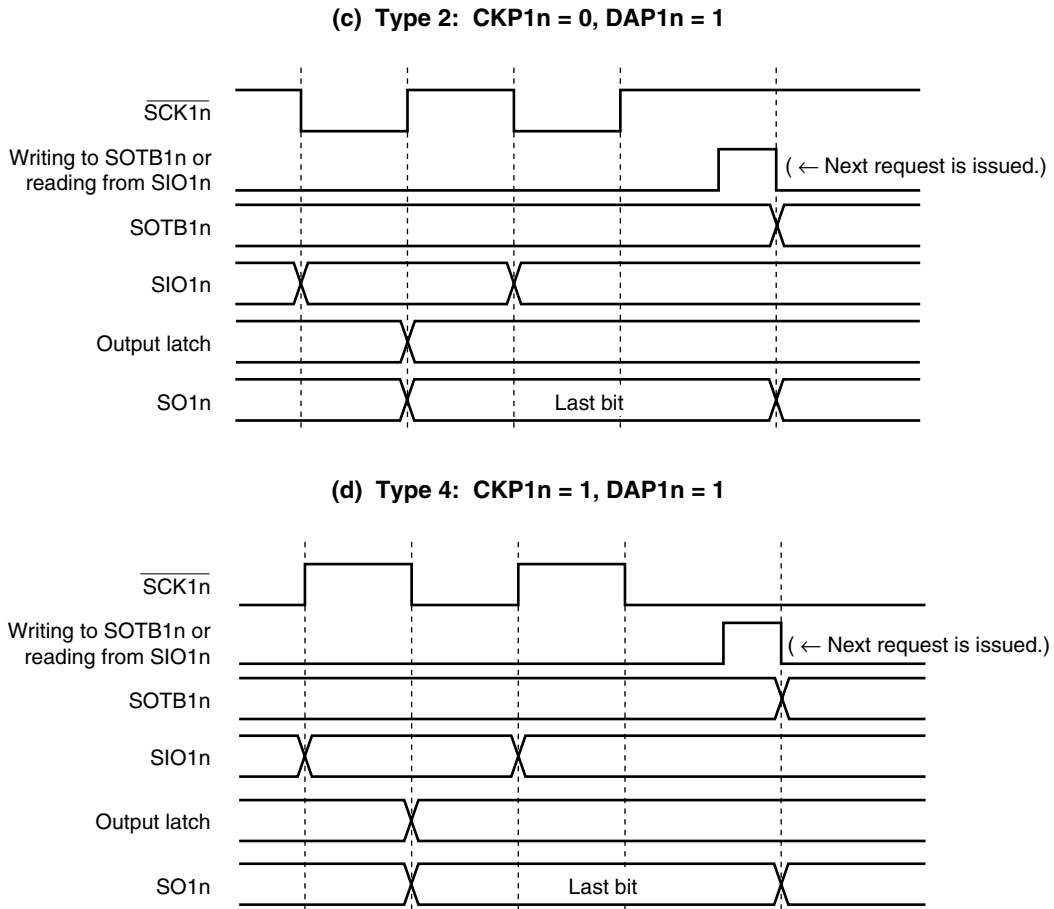 (c) Type 2: CKP1n = 0, DAP1n = 1
SCK1n
Writing to SOTB1n or
reading from SIO1n
( ← Next request is issued.)
SOTB1n
SIO1n
Output latch
SO1n
Last bit
(d) Type 4: CKP1n = 1, DAP1n = 1
SCK1n
Writing to SOTB1n or
reading from SIO1n
( ← Next request is issued.)
SOTB1n
SIO1n
Output latch
SO1n
Last bit